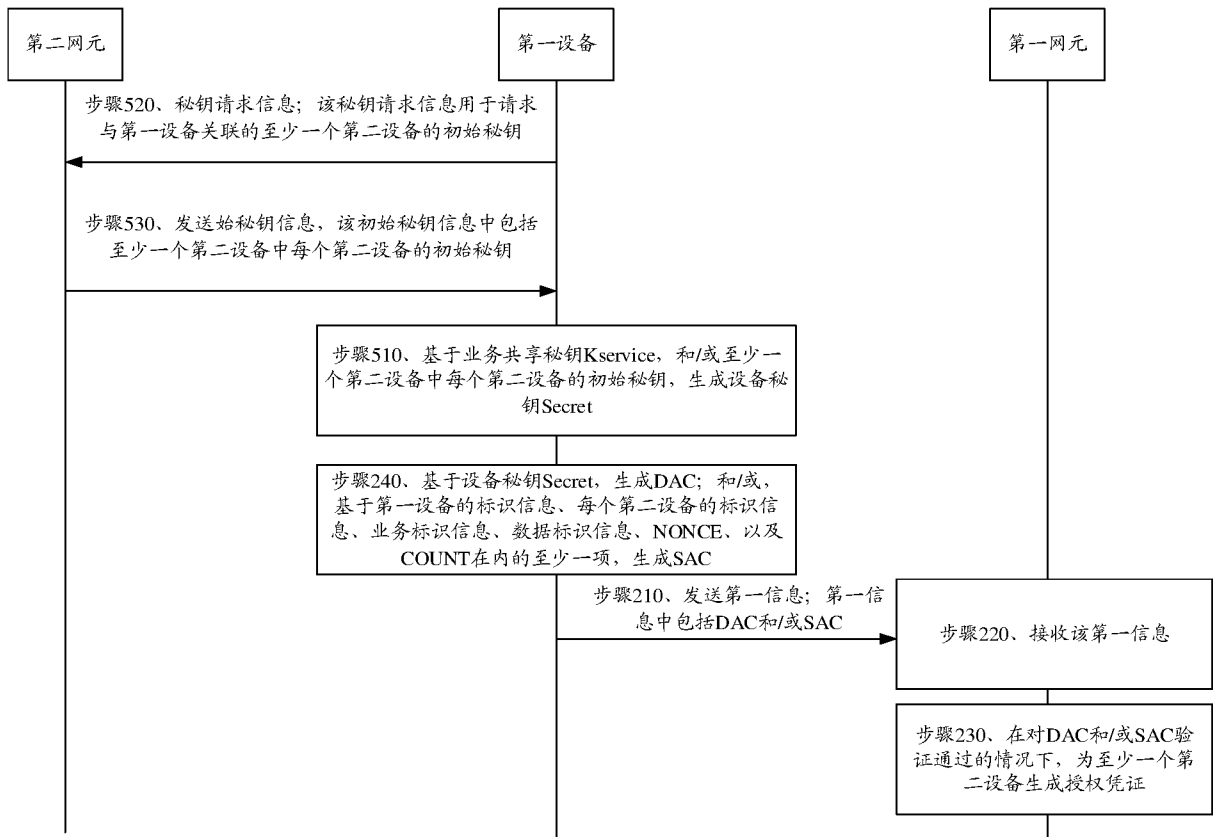 第二网元
第一设备
第一网元
步骤520、秘钥请求信息；该秘钥请求信息用于请求
与第一设备关联的至少一个第二设备的初始秘钥
步骤530、发送始秘钥信息，该初始秘钥信息中包括
至少一个第二设备中每个第二设备的初始秘钥
步骤510、基于业务共享秘钥Kservice，和/或至少一
个第二设备中每个第二设备的初始秘钥，生成设备秘
钥Secret
步骤240、基于设备秘钥Secret，生成DAC；和/或，
基于第一设备的标识信息、每个第二设备的标识信
息、业务标识信息、数据标识信息、NONCE、以及
COUNT在内的至少一项，生成SAC
步骤210、发送第一信息；第一信
息中包括DAC和/或SAC
步骤220、接收该第一信息
步骤230、在对DAC和/或SAC验
证通过的情况下，为至少一个第
二设备生成授权凭证